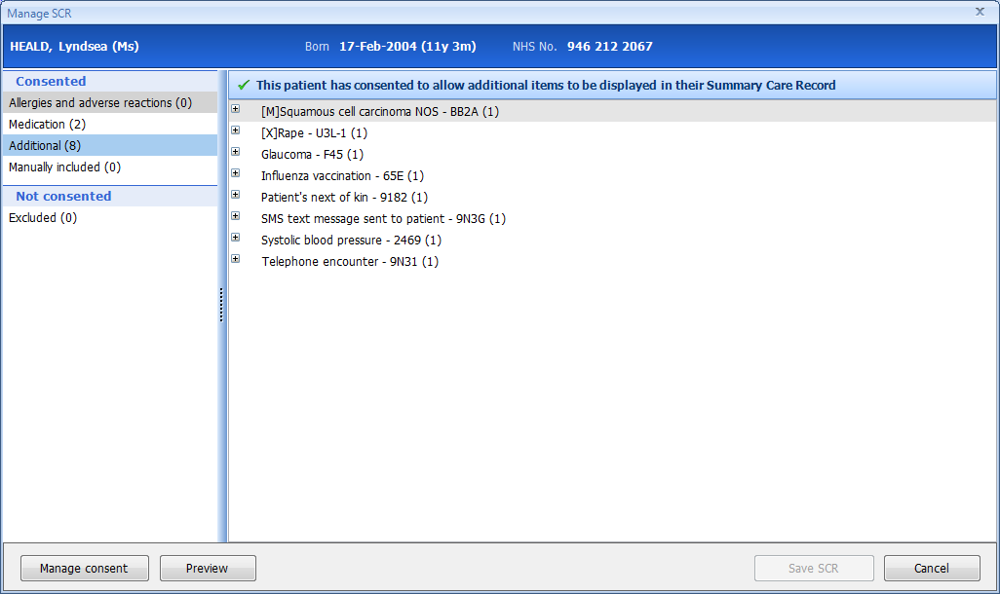 Manage SCR
HEALD, Lyndsea (Ms) Born 17-Feb-2004 (11y 3m) NHS No. 946 212 2067
Consented
Allergies and adverse reactions (0)
Medication (2)
Additional (8)
Manually included (0)
Not consented
Excluded (0)
This patient has consented to allow additional items to be displayed in their Summary Care Record
[M]Squamous cell carcinoma NOS - BB2A (1)
[X]Rape - U3L-1 (1)
Glaucoma - F45 (1)
Influenza vaccination - 65E (1)
Patient's next of kin - 9182 (1)
SMS text message sent to patient - 9N3G (1)
Systolic blood pressure - 2469 (1)
Telephone encounter - 9N31 (1)
Manage consent Preview Save SCR Cancel